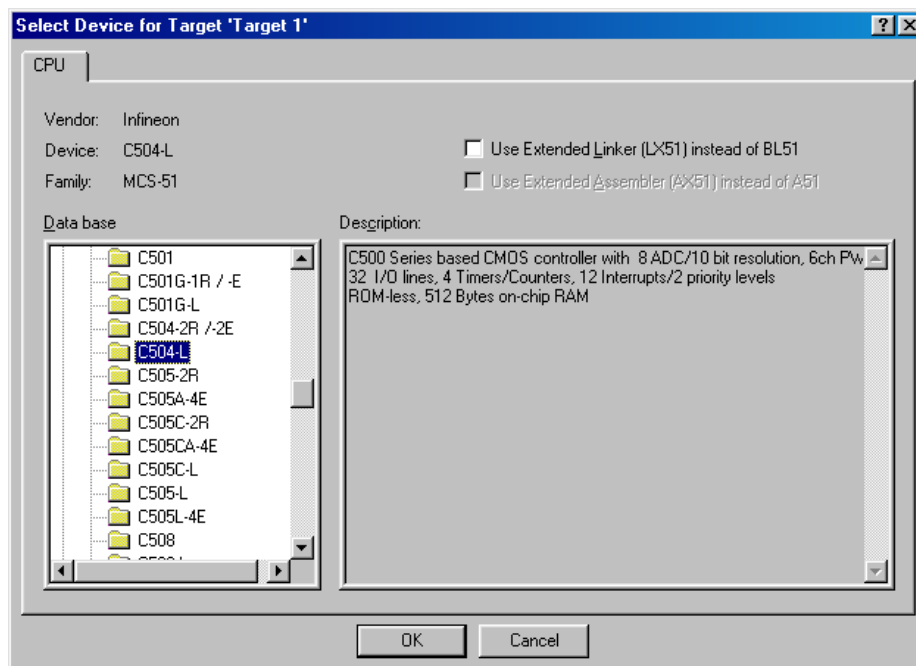 Select Device for Target 'Target 1'
CPU
Vendor: Infineon
Device: C504-L
Family: MCS-51
Use Extended Linker (LX51) instead of BL51
Use Extended Assembler (AX51) instead of A51
Data base
C501
C501G-1R / -E
C501G-L
C504-2R /-2E
C504-L
C505-2R
C505A-4E
C505C-2R
C505CA-4E
C505C-L
C505-L
C505L-4E
C508
Description:
C500 Series based CMOS controller with 8 ADC/10 bit resolution, 6ch
32 I/O lines, 4 Timers/Counters, 12 Interrupts/2 priority levels
ROM-less, 512 Bytes on-chip RAM
OK
Cancel